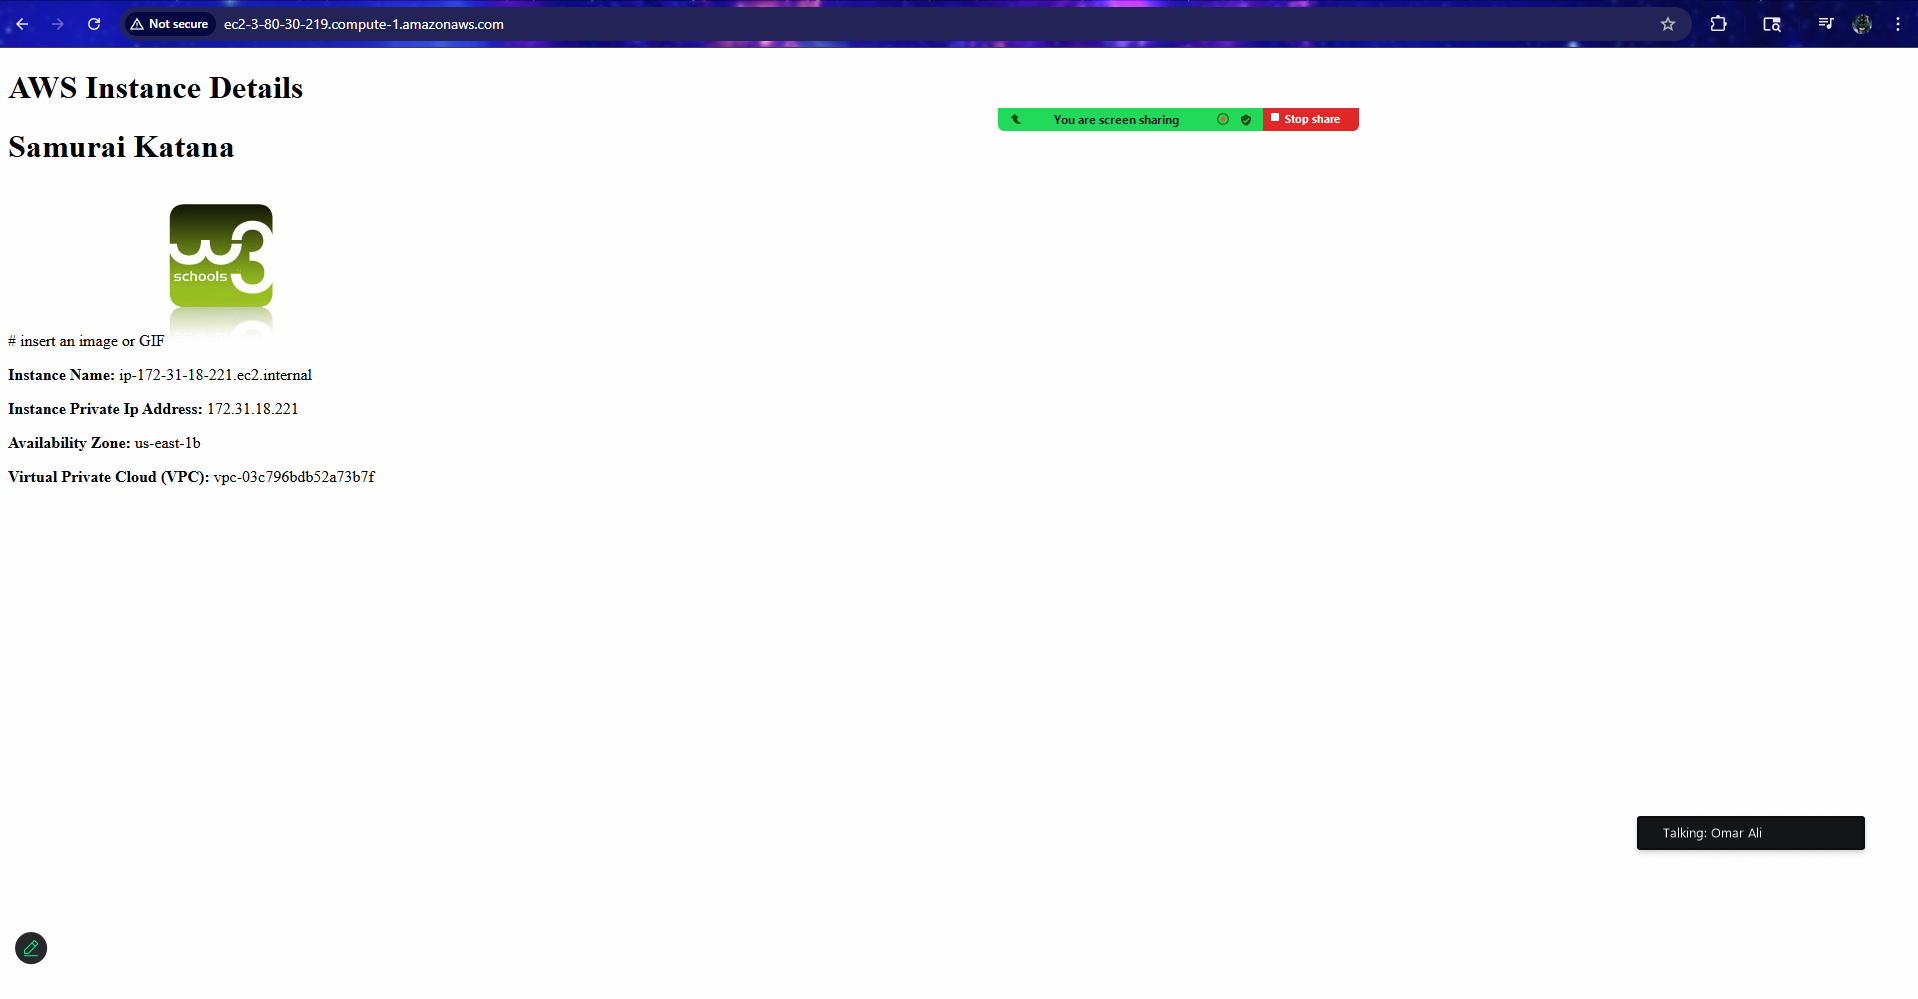 Not secure
ec2-3-80-30-219.compute-1.amazonaws.com
AWS Instance Details
You are screen sharing
Stop share
Samurai Katana
w3
schools
# insert an image or GIF
Instance Name: ip-172-31-18-221.ec2.internal
Instance Private Ip Address: 172.31.18.221
Availability Zone: us-east-1b
Virtual Private Cloud (VPC): vpc-03c796bdb52a73b7f
Talking: Omar Ali